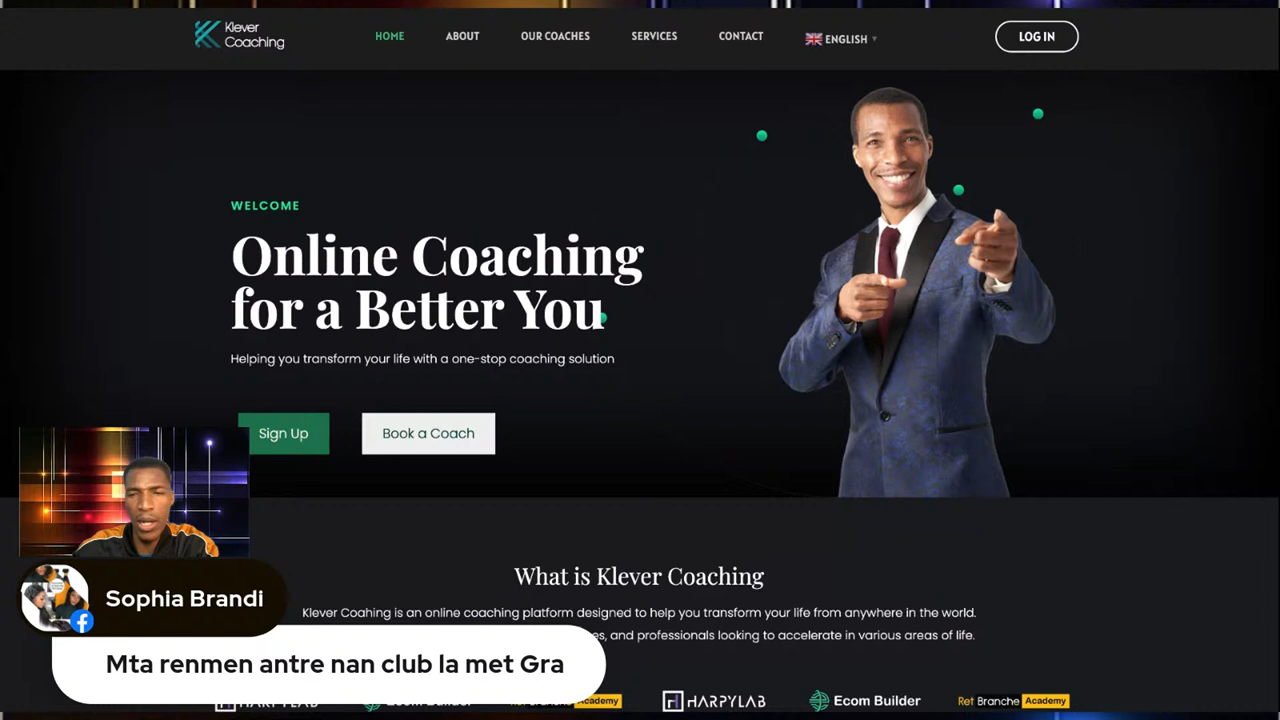 Klever
Coaching
HOME
ABOUT
OUR COACHES
SERVICES
CONTACT
ENGLISH
LOG IN
WELCOME
Online Coaching
for a Better You
Helping you transform your life with a one-stop coaching solution
Sign Up
Book a Coach
What is Klever Coaching
Klever Coahing is an online coaching platform designed to help you transform your life from anywhere in the world.
and professionals looking to accelerate in various areas of life.
Sophia Brandi
Mta renmen antre nan club la met Gra
HARPYLAB
Ecom Builder
Ret Branche Academy